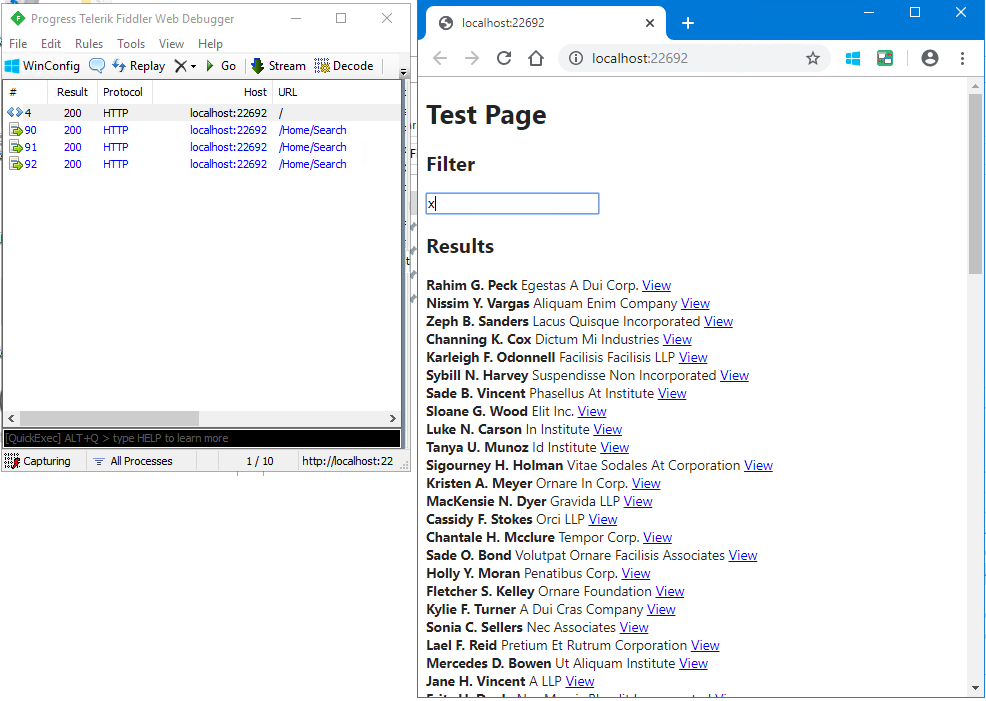 Progress Telerik Fiddler Web Debugger
File Edit Rules Tools View Help
WinConfig Replay Go Stream Decode
# Result Protocol Host URL
4 200 HTTP localhost:22692 /
90 200 HTTP localhost:22692 /Home/Search
91 200 HTTP localhost:22692 /Home/Search
92 200 HTTP localhost:22692 /Home/Search
[QuickExec] ALT+Q > type HELP to learn more
Capturing All Processes 1 / 10 http://localhost:22
localhost:22692
localhost:22692
Test Page
Filter
x
Results
Rahim G. Peck Egestas A Dui Corp. View
Nissim Y. Vargas Aliquam Enim Company View
Zeph B. Sanders Lacus Quisque Incorporated View
Channing K. Cox Dictum Mi Industries View
Karleigh F. Odonnell Facilisis Facilisis LLP View
Sybill N. Harvey Suspendisse Non Incorporated View
Sade B. Vincent Phasellus At Institute View
Sloane G. Wood Elit Inc. View
Luke N. Carson In Institute View
Tanya U. Munoz Id Institute View
Sigourney H. Holman Vitae Sodales At Corporation View
Kristen A. Meyer Ornare In Corp. View
MacKensie N. Dyer Gravida LLP View
Cassidy F. Stokes Orci LLP View
Chantale H. Mcclure Tempor Corp. View
Sade O. Bond Volutpat Ornare Facilisis Associates View
Holly Y. Moran Penatibus Corp. View
Fletcher S. Kelley Ornare Foundation View
Kylie F. Turner A Dui Cras Company View
Sonia C. Sellers Nec Associates View
Lael F. Reid Pretium Et Rutrum Corporation View
Mercedes D. Bowen Ut Aliquam Institute View
Jane H. Vincent A LLP View